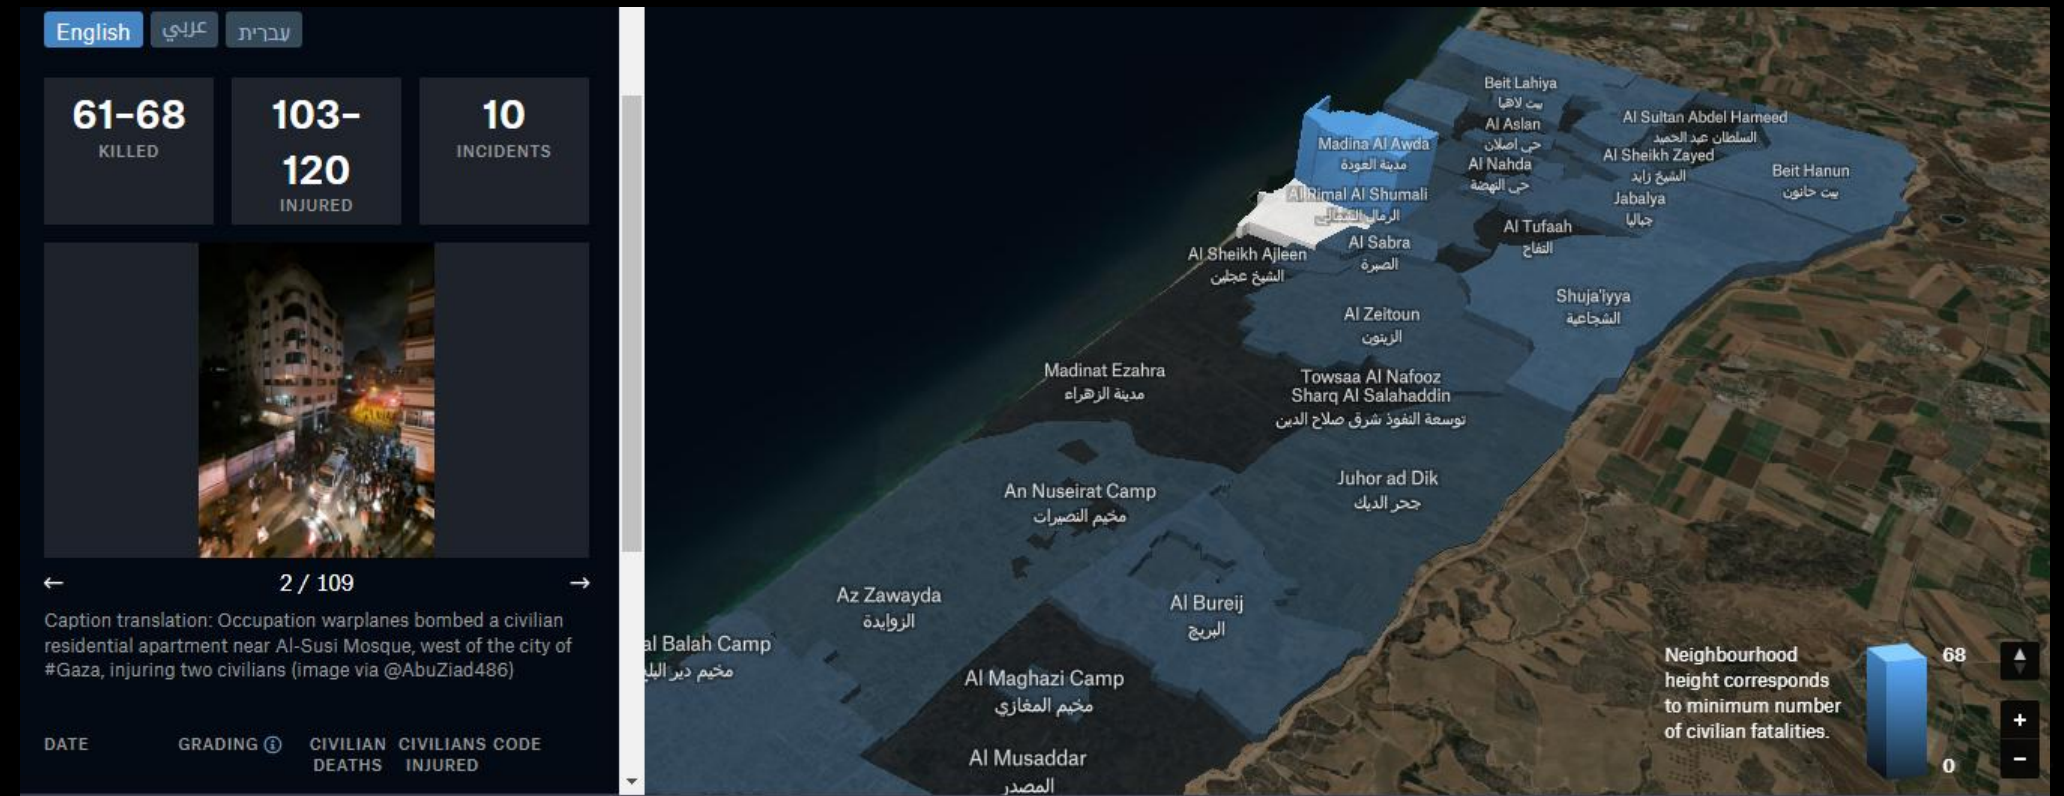 English
عربي
עברית
61–68
KILLED
103–
120
INJURED
10
INCIDENTS
2 / 109
Caption translation: Occupation warplanes bombed a civilian
residential apartment near Al-Susi Mosque, west of the city of
#Gaza, injuring two civilians (image via @AbuZiad486)
DATE
GRADING
CIVILIAN
DEATHS
CIVILIANS
INJURED
CODE
Beit Lahiya
بيت لاهيا
Al Aslan
حي اصلان
Al Nahda
حي النهضة
Al Sultan Abdel Hameed
السلطان عبد الحميد
Al Sheikh Zayed
الشيخ زايد
Beit Hanun
بيت حانون
Jabalya
جباليا
Madina Al Awda
مدينة العودة
Al Rimal Al Shumali
الرمال الشمالي
Al Tufaah
التفاح
Al Sabra
الصبرة
Al Sheikh Ajleen
الشيخ عجلين
Shuja'iyya
الشجاعية
Al Zeitoun
الزيتون
Madinat Ezahra
مدينة الزهراء
Towsaa Al Nafooz
Sharq Al Salahaddin
توسعة النفوذ شرق صلاح الدين
Juhor ad Dik
جحر الديك
An Nuseirat Camp
مخيم النصيرات
Az Zawayda
الزوايدة
Al Bureij
البريج
al Balah Camp
مخيم دير البلح
Al Maghazi Camp
مخيم المغازي
Al Musaddar
المصدر
Neighbourhood
height corresponds
to minimum number
of civilian fatalities.
68
0
+
−